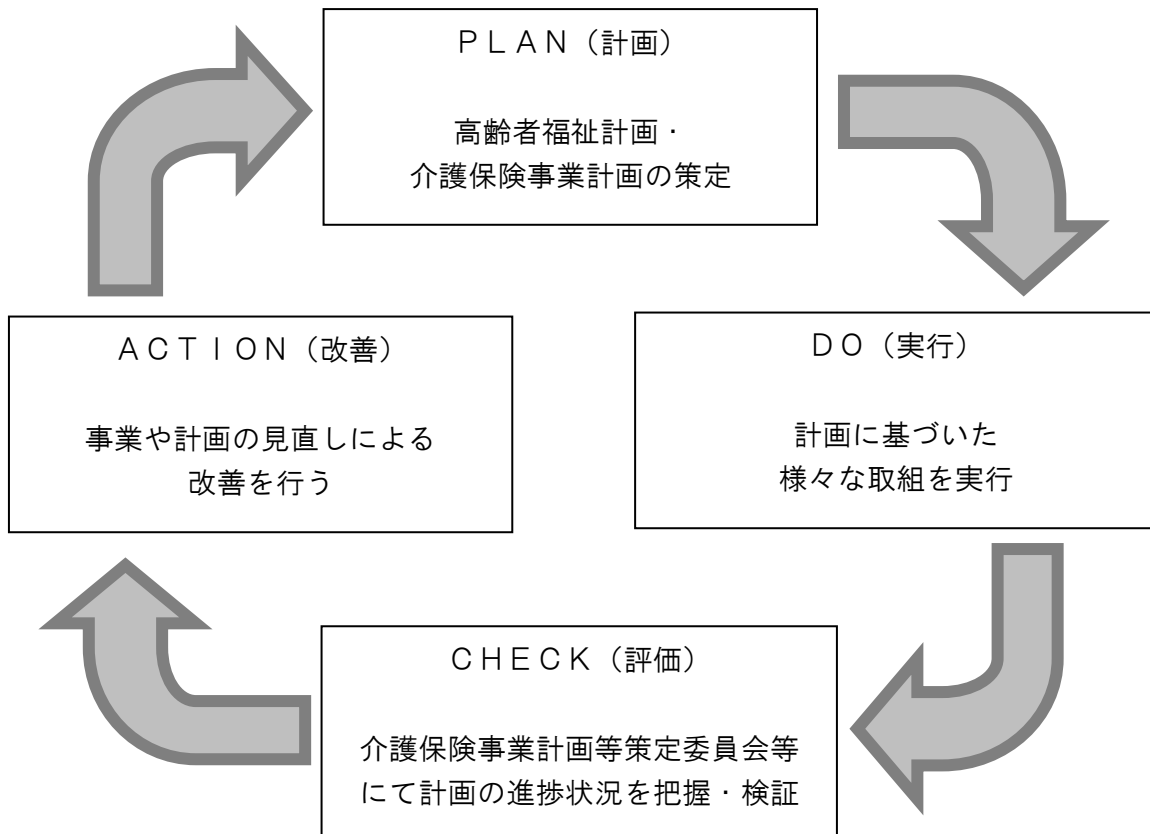 ＰＬＡＮ（計画）
高齢者福祉計画・
介護保険事業計画の策定
ＡＣＴＩＯＮ（改善）
事業や計画の見直しによる
改善を行う
ＤＯ（実行）
計画に基づいた
様々な取組を実行
ＣＨＥＣＫ（評価）
介護保険事業計画等策定委員会等
にて計画の進捗状況を把握・検証